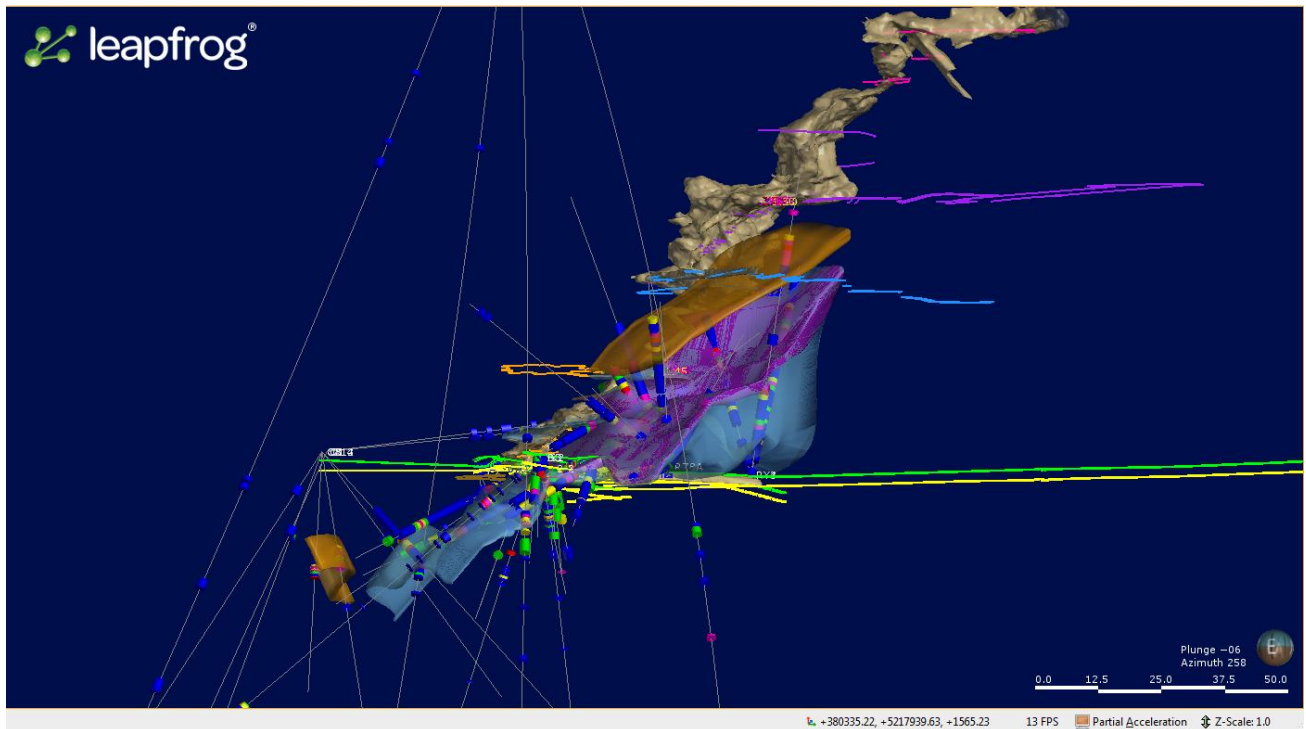 leapfrog®
PTPA
Plunge −06
Azimuth 258
E
0.0 12.5 25.0 37.5 50.0
+380335.22, +5217939.63, +1565.23 13 FPS Partial Acceleration Z-Scale: 1.0